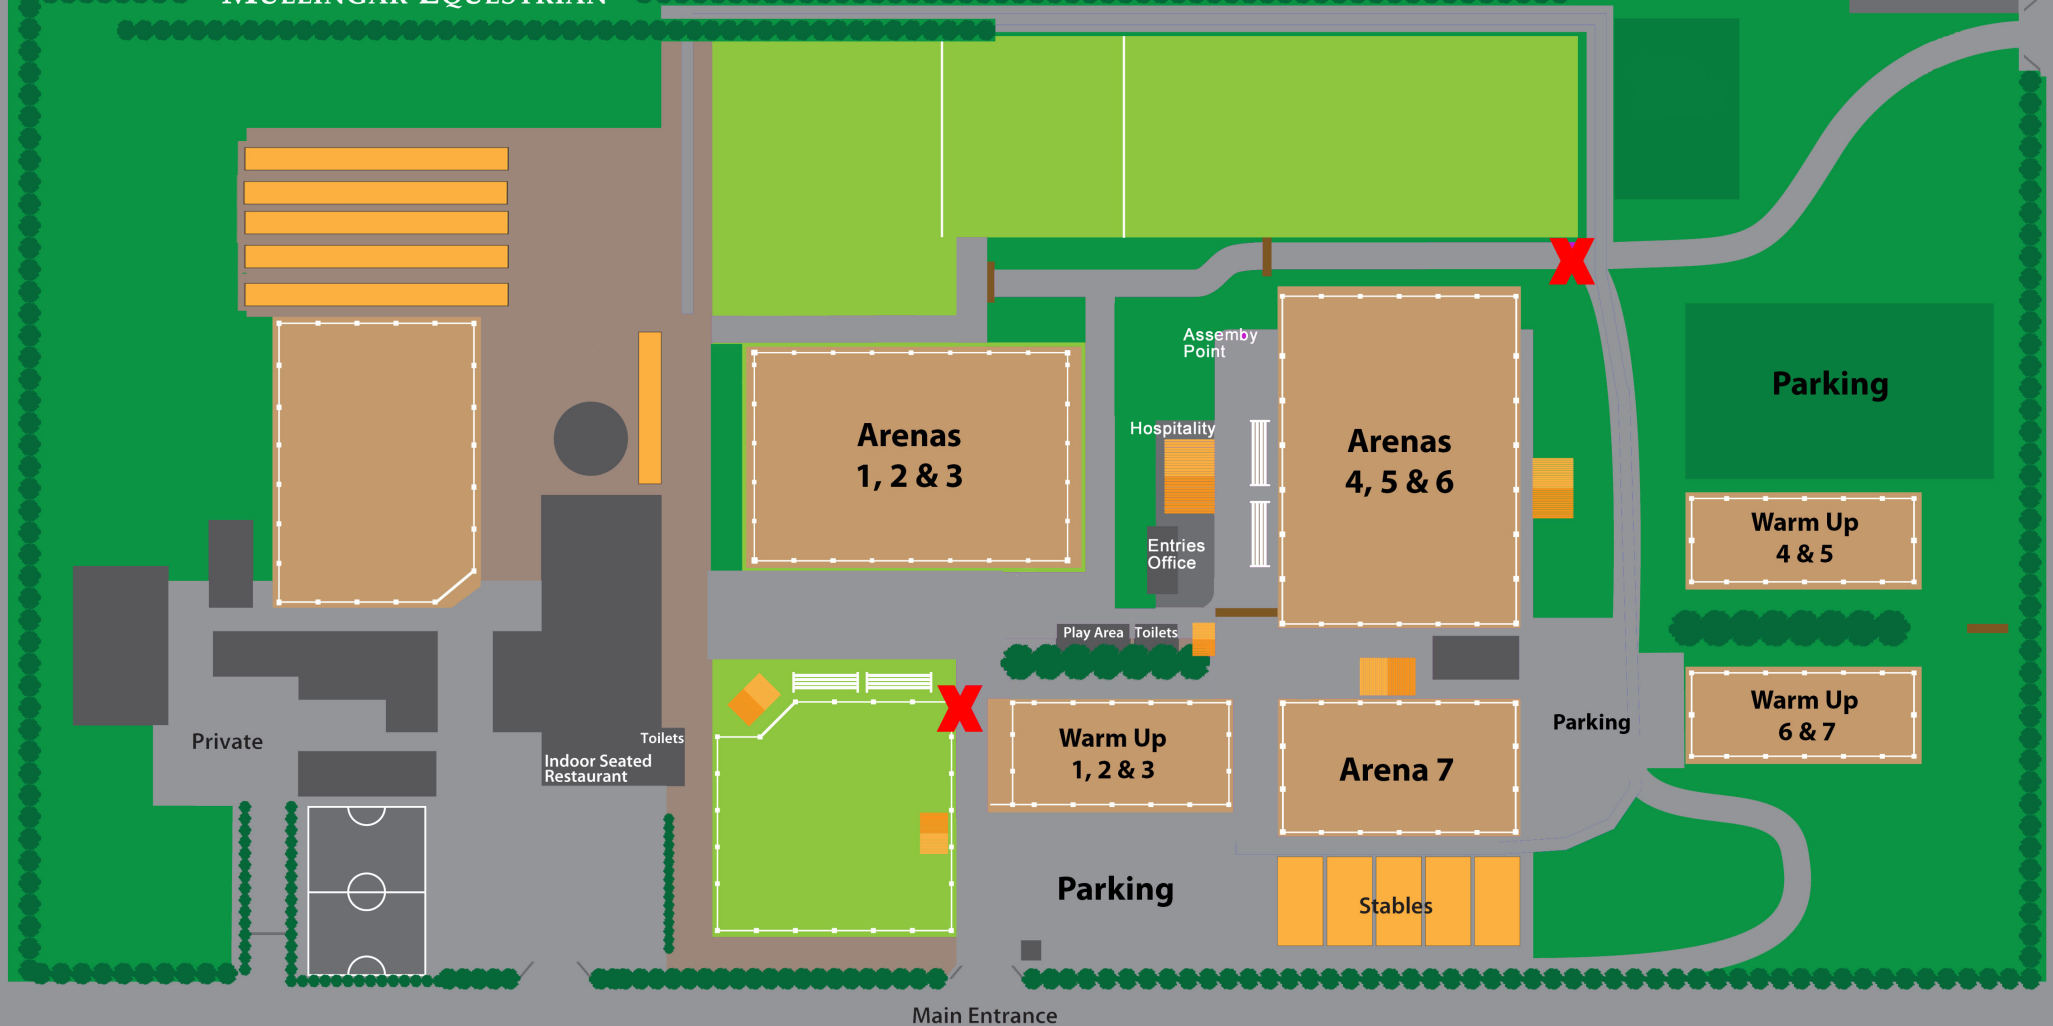 MULLINGAR EQUESTRIAN
Assemby
Point
Parking
Hospitality
Arenas
1, 2 & 3
Arenas
4, 5 & 6
Warm Up
4 & 5
Entries
Office
Play Area
Toilets
Warm Up
6 & 7
Parking
Private
Toilets
Indoor Seated
Restaurant
Warm Up
1, 2 & 3
Arena 7
Parking
Stables
Main Entrance